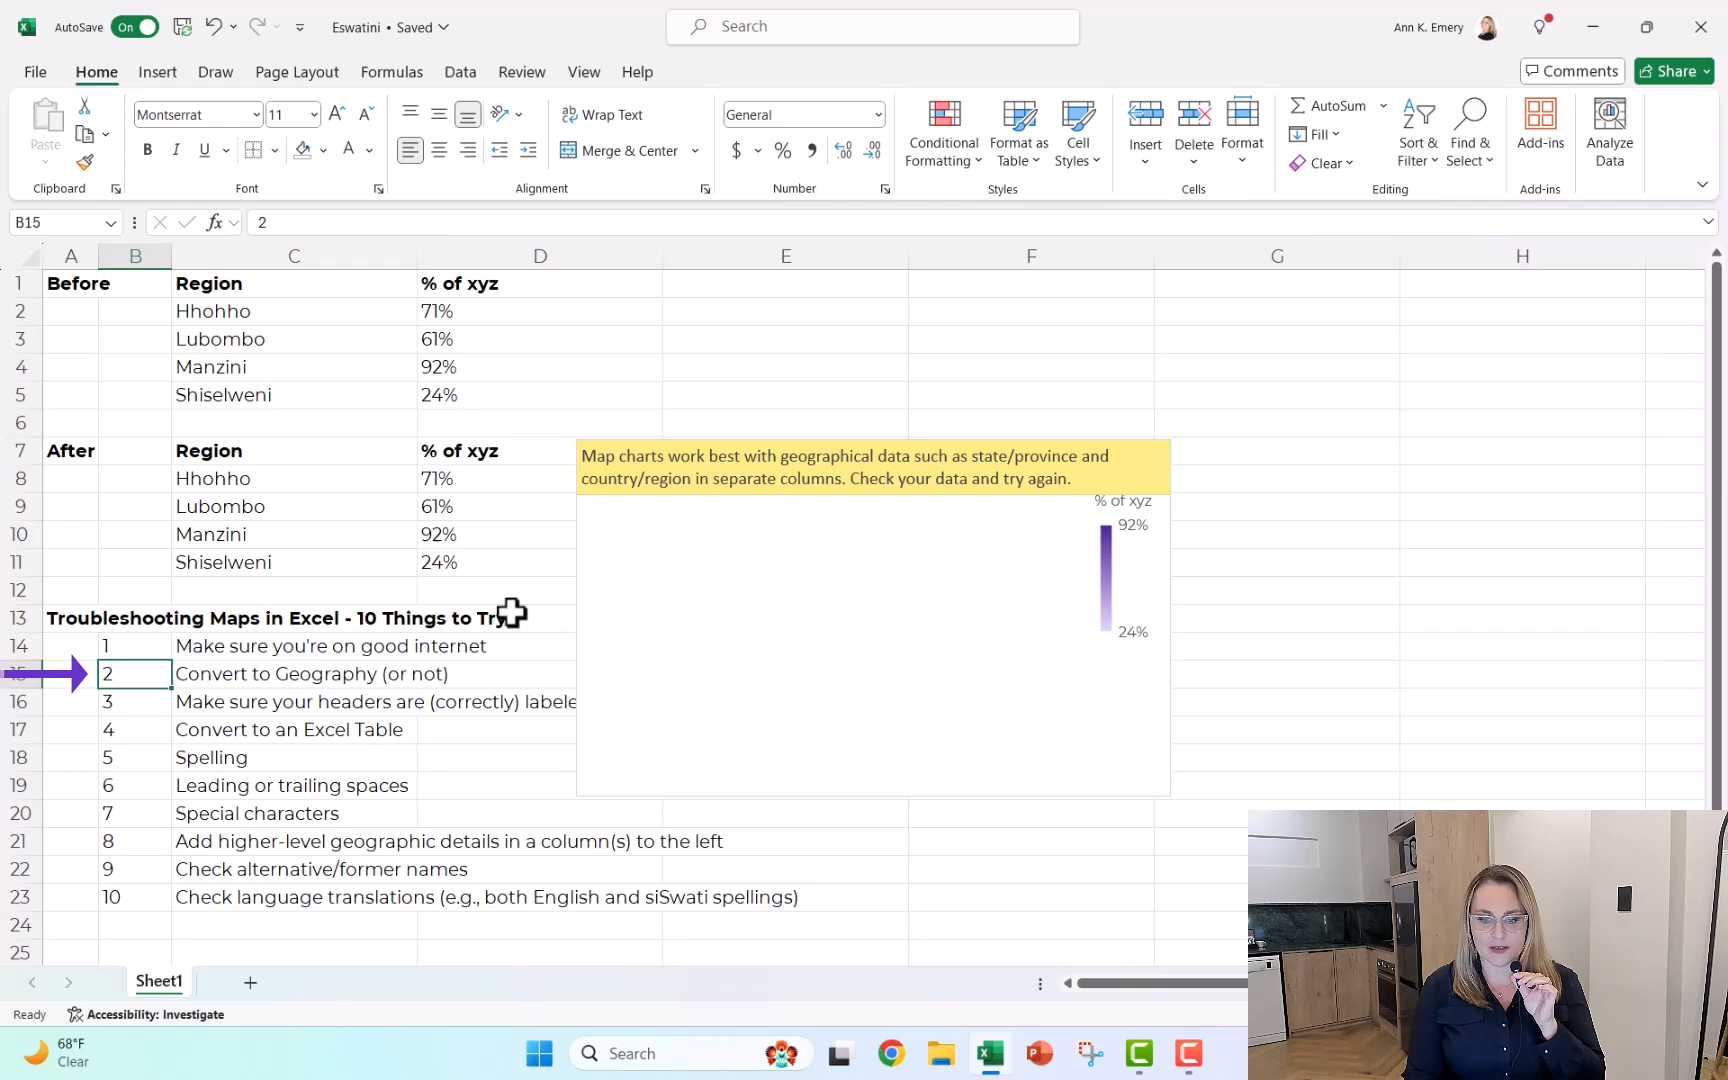 AutoSave On Eswatini • Saved Search Ann K. Emery
File Home Insert Draw Page Layout Formulas Data Review View Help Comments Share
Paste Montserrat 11 Wrap Text General Conditional Formatting Format as Table Cell Styles Insert Delete Format AutoSum Sort & Filter Find & Select Add-ins Analyze Data
B I U A Merge & Center $ % Fill
Clear
Clipboard Font Alignment Number Styles Cells Editing Add-ins
B15 fx 2
A B C D E F G H
1 Before Region % of xyz
2 Hhohho 71%
3 Lubombo 61%
4 Manzini 92%
5 Shiselweni 24%
6
7 After Region % of xyz
8 Hhohho 71%
9 Lubombo 61%
10 Manzini 92%
11 Shiselweni 24%
12
13 Troubleshooting Maps in Excel - 10 Things to Try
14 1 Make sure you're on good internet
15 2 Convert to Geography (or not)
16 3 Make sure your headers are (correctly) labele
17 4 Convert to an Excel Table
18 5 Spelling
19 6 Leading or trailing spaces
20 7 Special characters
21 8 Add higher-level geographic details in a column(s) to the left
22 9 Check alternative/former names
23 10 Check language translations (e.g., both English and siSwati spellings)
24
25
Map charts work best with geographical data such as state/province and
country/region in separate columns. Check your data and try again.
% of xyz
92%
24%
Sheet1
Ready Accessibility: Investigate
68°F
Clear
Search